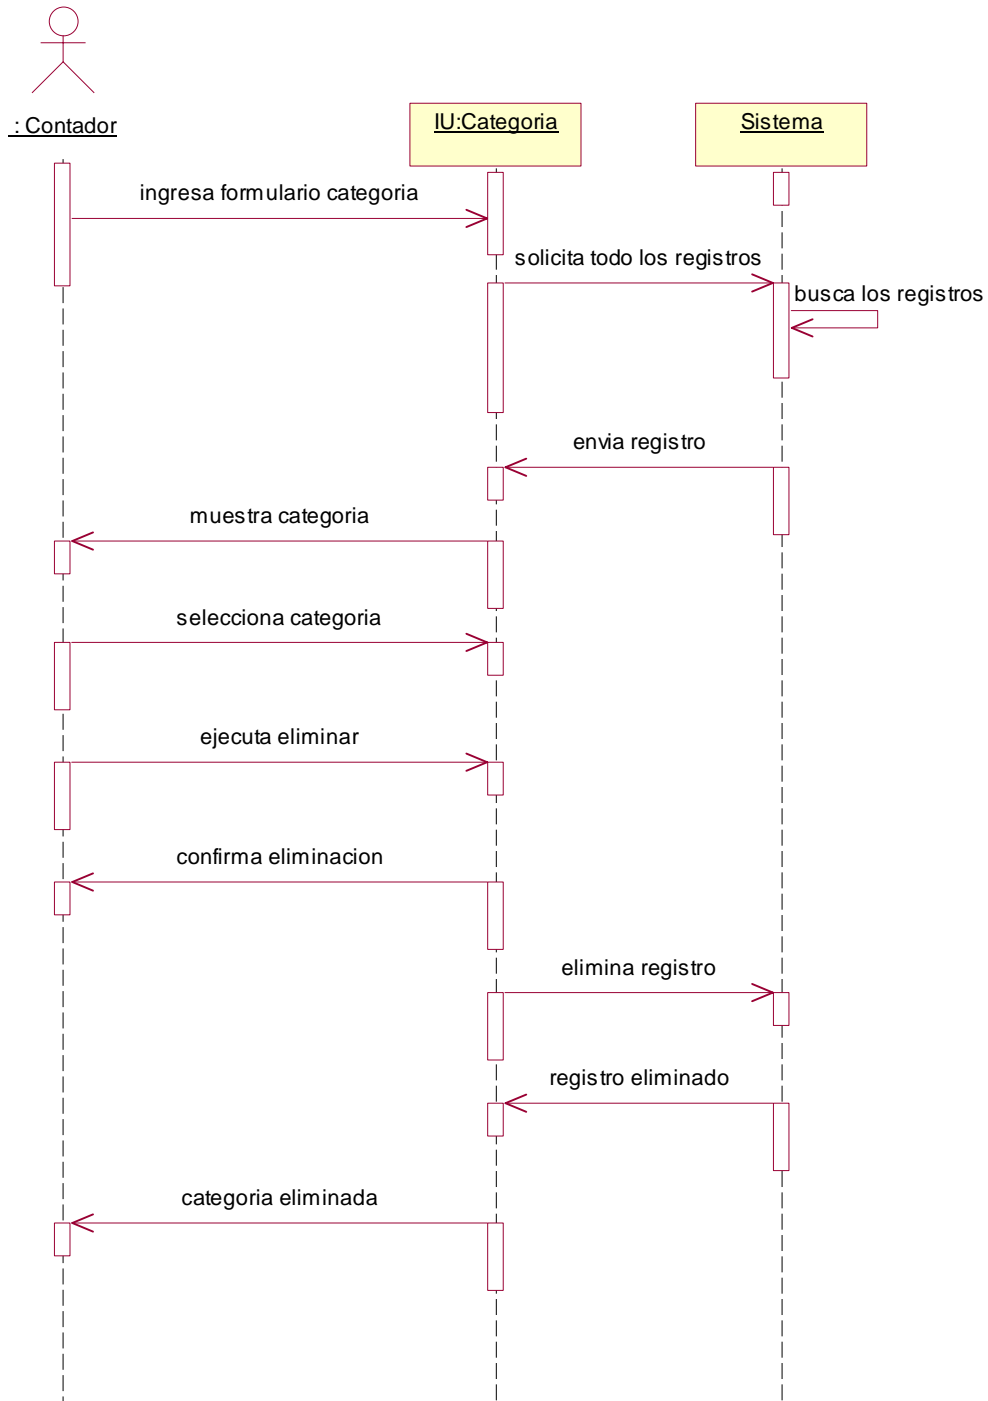 : Contador
IU:Categoria
Sistema
ingresa formulario categoria
solicita todo los registros
busca los registros
envia registro
muestra categoria
selecciona categoria
ejecuta eliminar
confirma eliminacion
elimina registro
registro eliminado
categoria eliminada